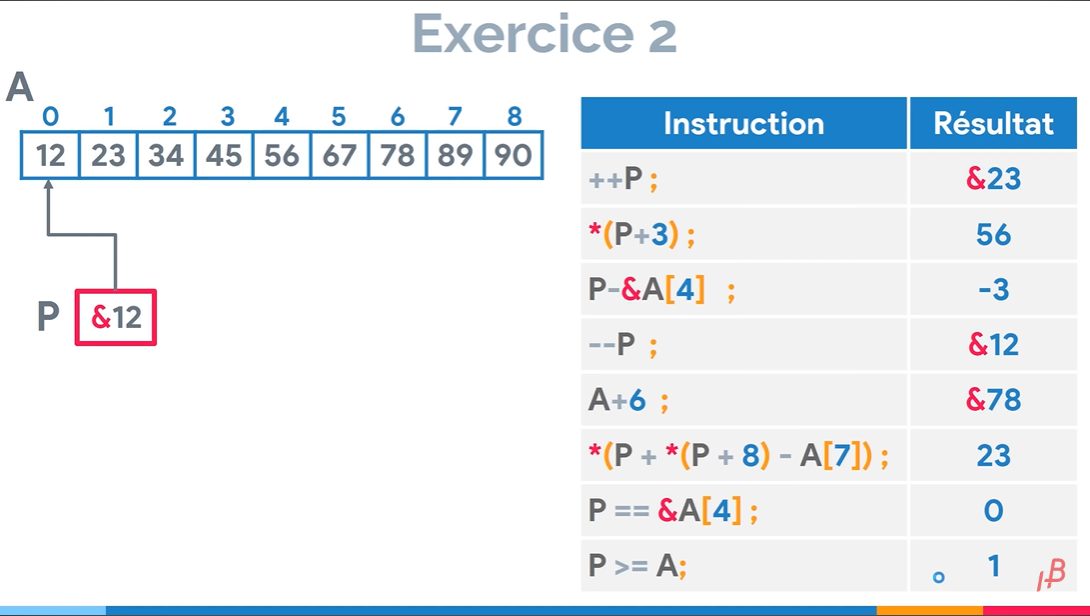 Exercice 2
A
0 1 2 3 4 5 6 7 8
12 23 34 45 56 67 78 89 90
P &12
Instruction Résultat
++P ; &23
*(P+3) ; 56
P-&A[4] ; -3
--P ; &12
A+6 ; &78
*(P + *(P + 8) - A[7]) ; 23
P == &A[4] ; 0
P >= A; 1